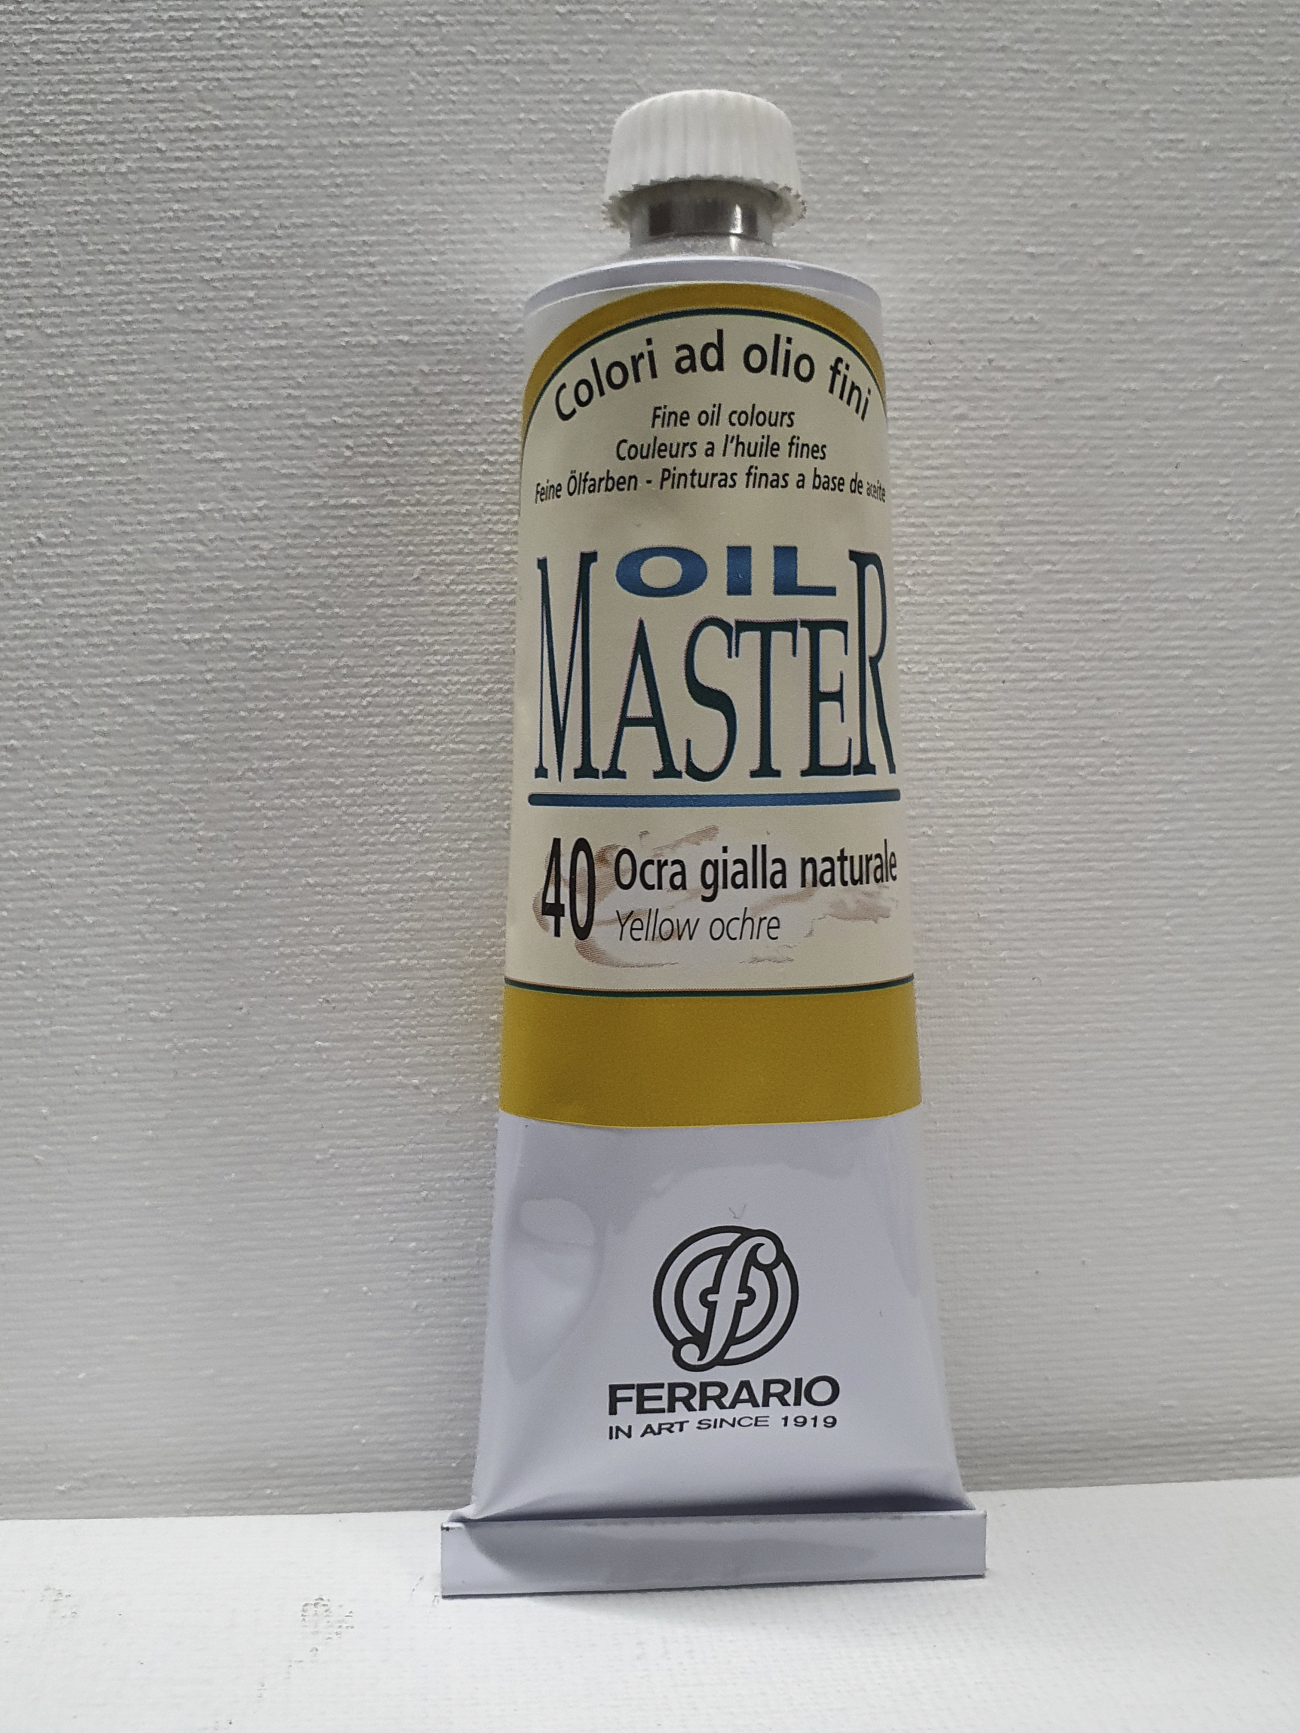 Colori ad olio fini
Fine oil colours
Couleurs a l'huile fines
Feine Ölfarben - Pinturas finas a base de aceite
OIL
MASTER
40 Ocra gialla naturale
Yellow ochre
FERRARIO
IN ART SINCE 1919